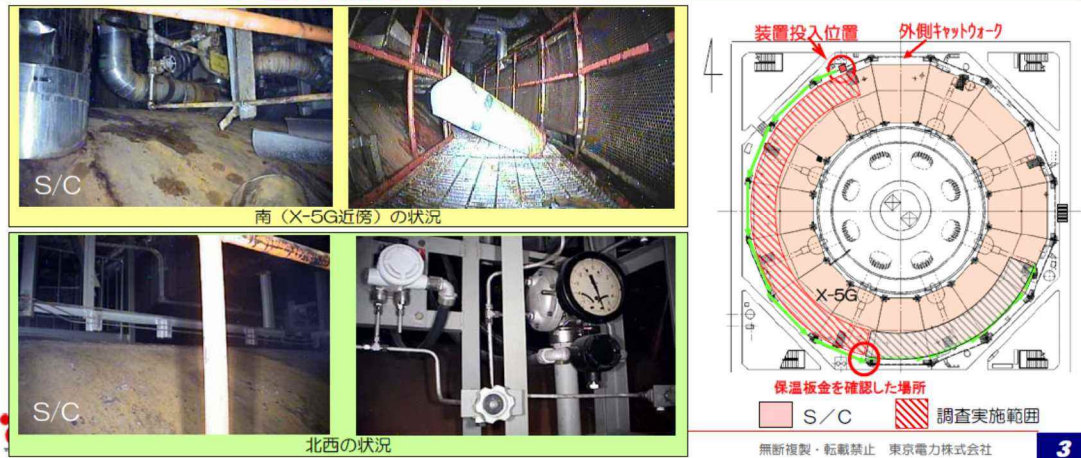 S/C
南（X-5G近傍）の状況
S/C
北西の状況
装置投入位置
外側キャットウォーク
X-5G
保温板金を確認した場所
S／C
調査実施範囲
無断複製・転載禁止　東京電力株式会社
3